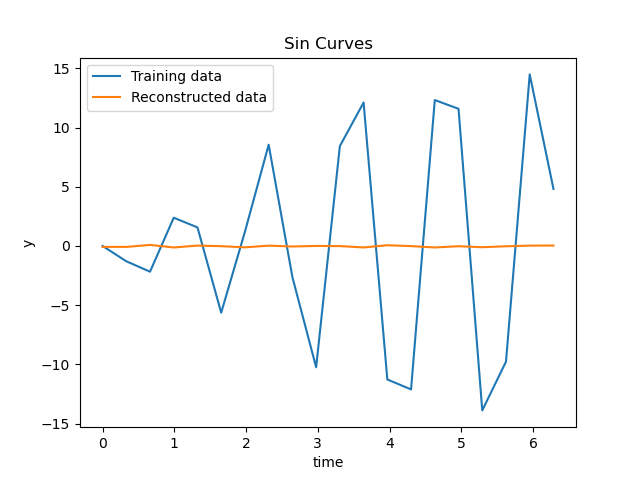 Sin Curves
Training data
Reconstructed data
15
10
5
0
−5
−10
−15
y
0 1 2 3 4 5 6
time